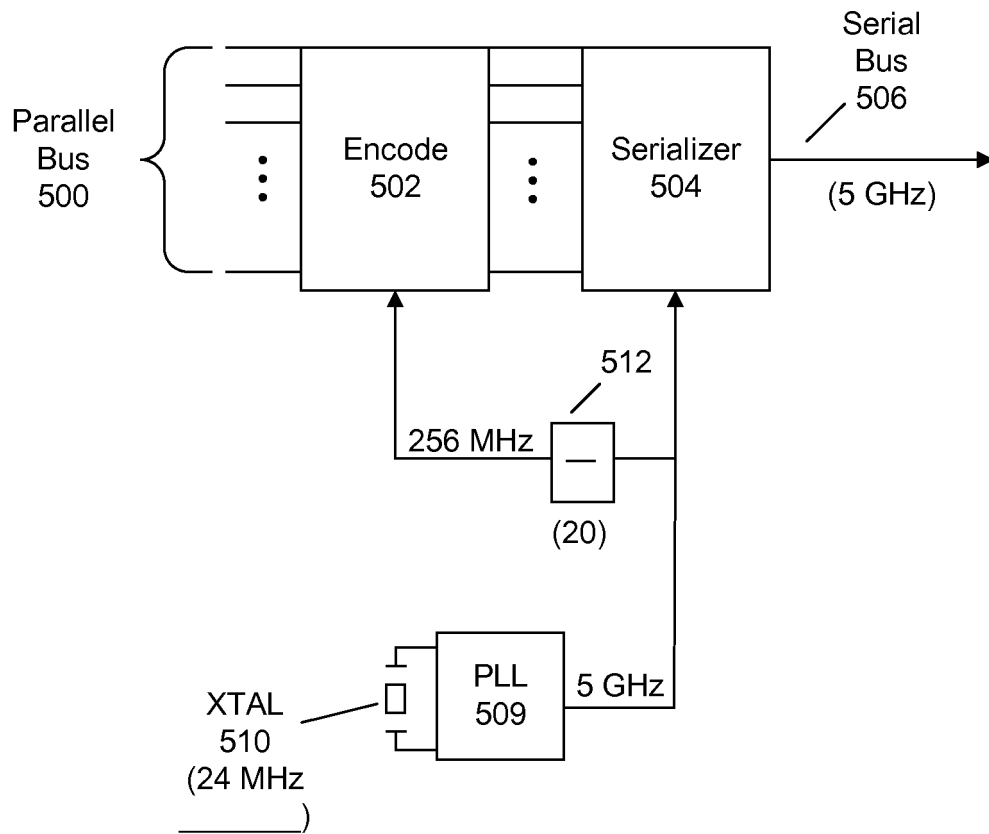 Serial
Bus
506
Parallel
Bus
500
Encode
502
Serializer
504
(5 GHz)
512
256 MHz
(20)
PLL
509
5 GHz
XTAL
510
(24 MHz
________)